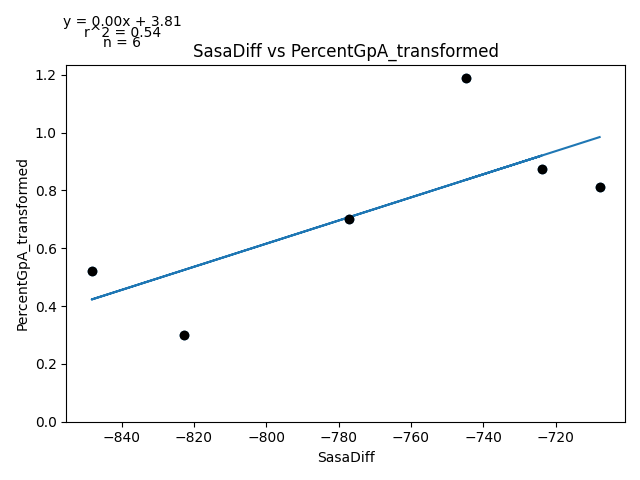 y = 0.00x + 3.81
r^2 = 0.54
n = 6
SasaDiff vs PercentGpA_transformed
1.2
1.0
0.8
0.6
0.4
0.2
0.0
PercentGpA_transformed
−840
−820
−800
−780
−760
−740
−720
SasaDiff